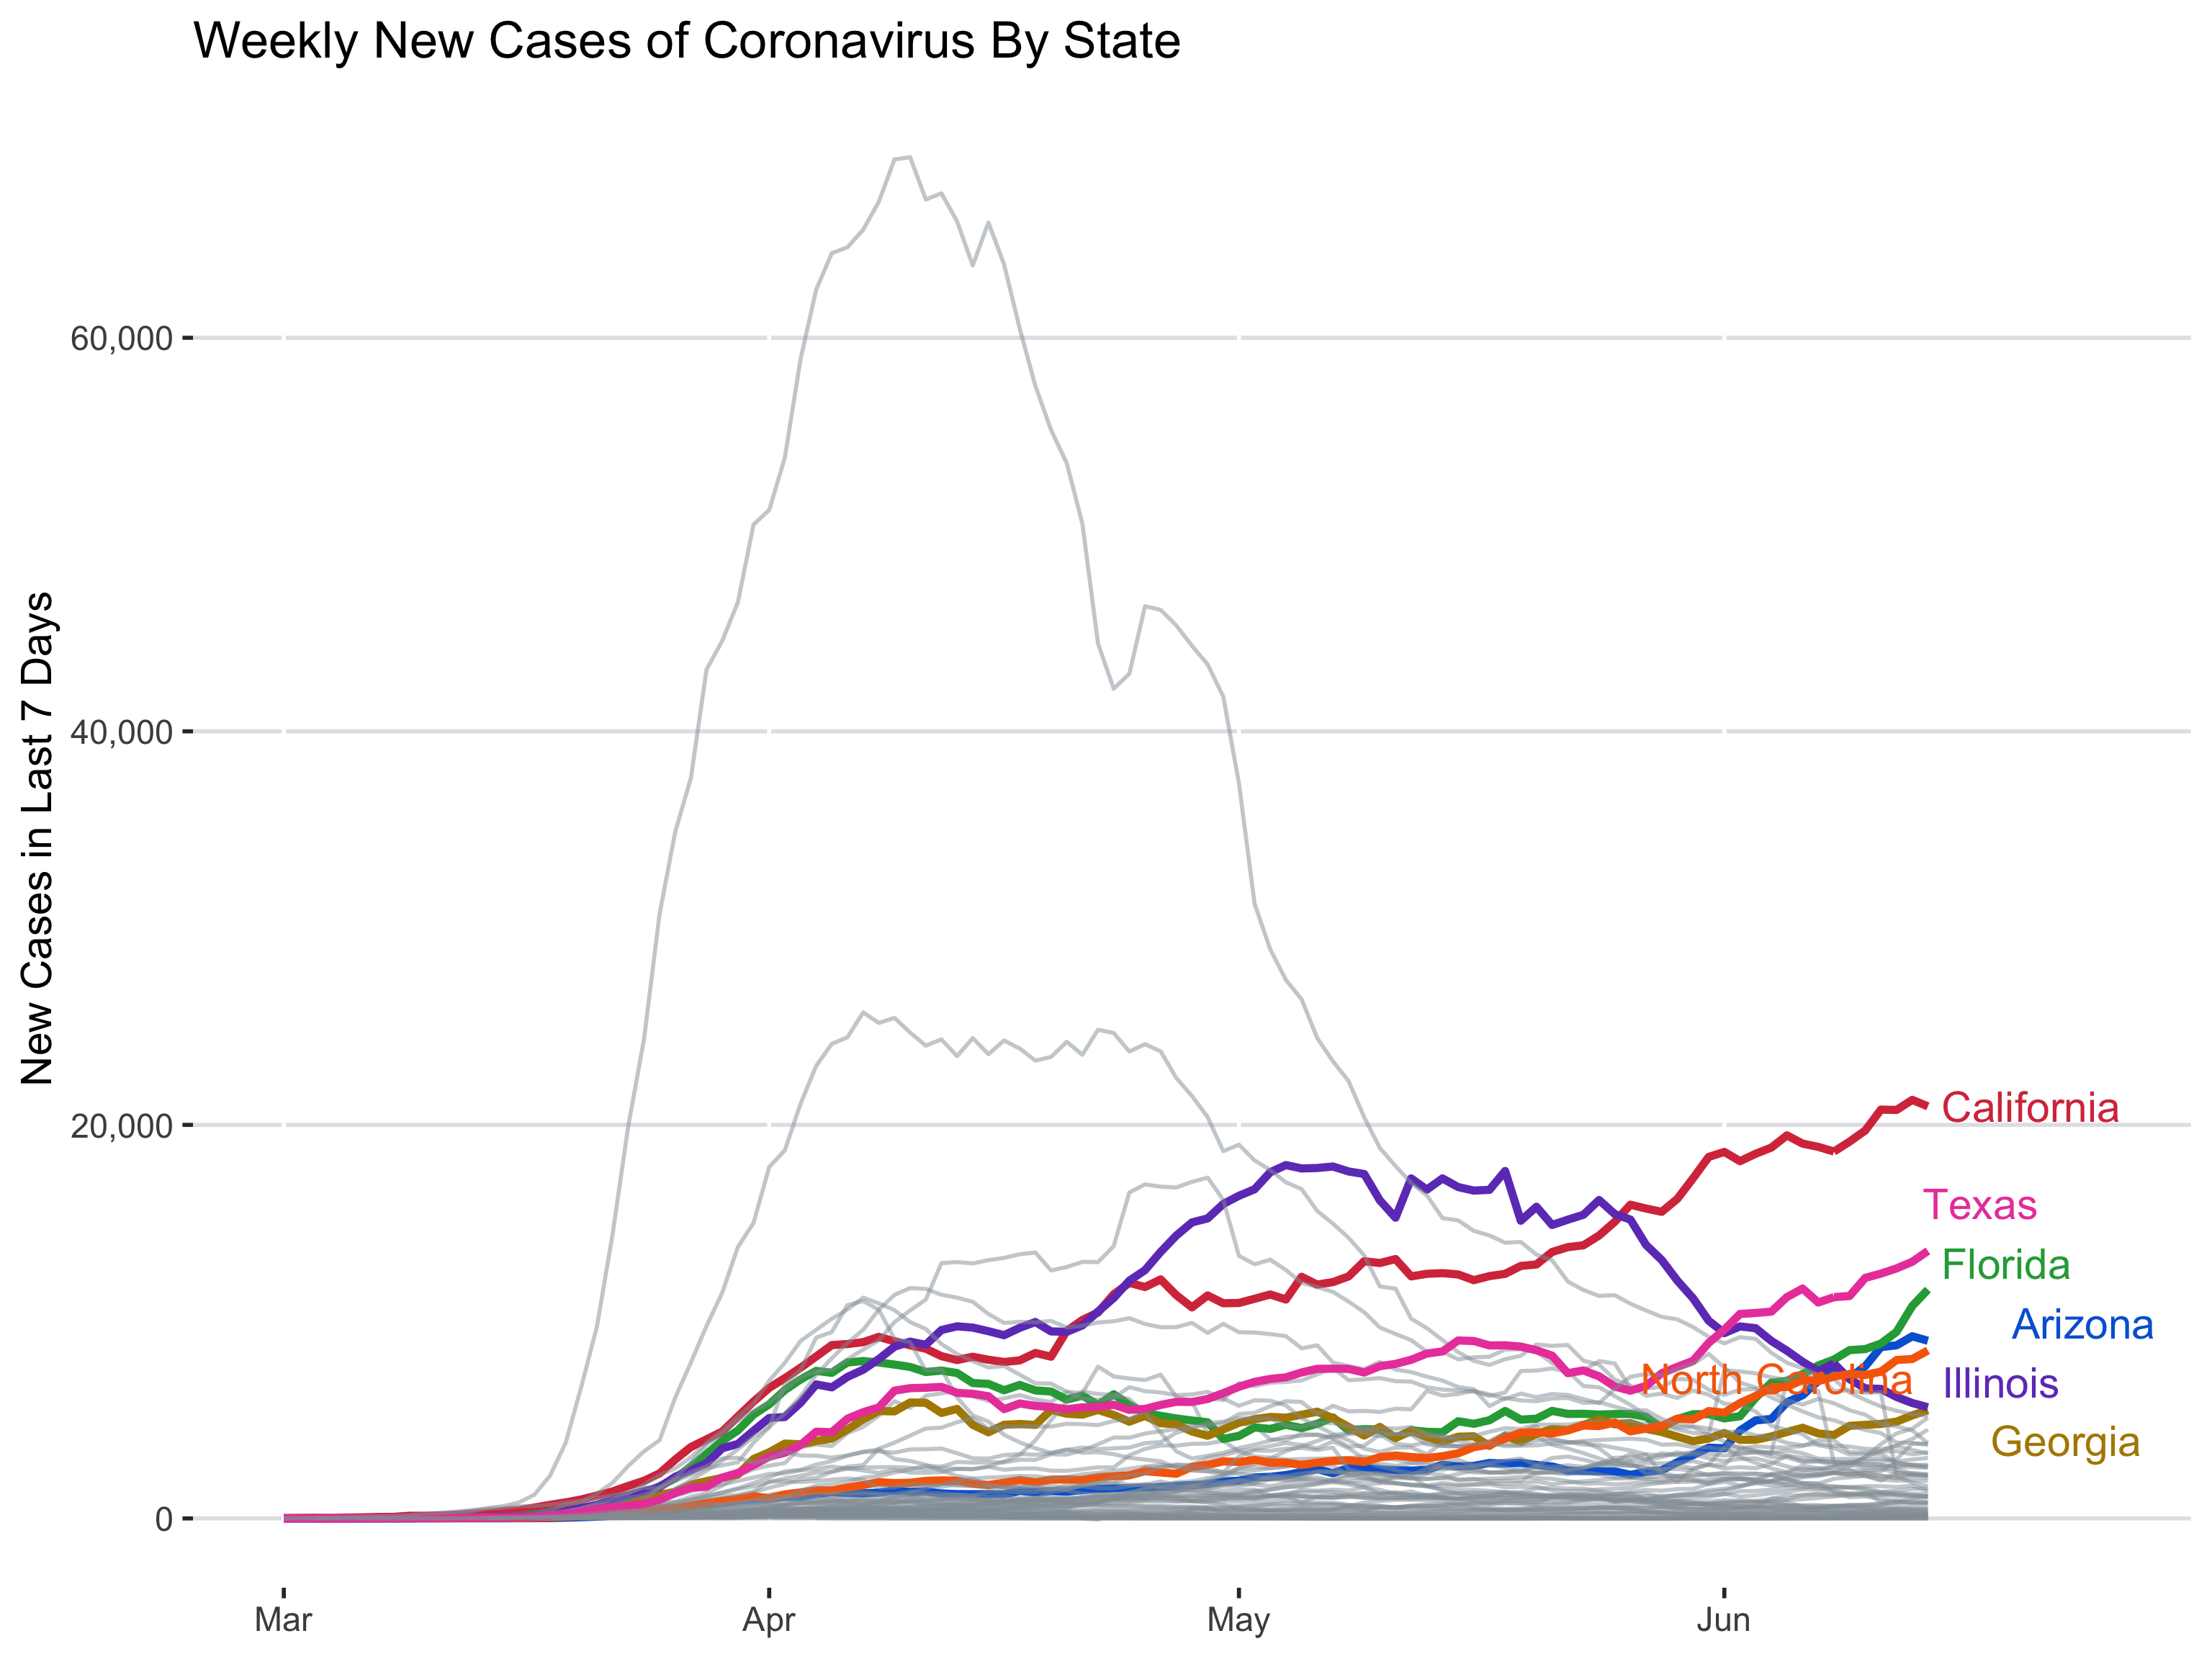 Weekly New Cases of Coronavirus By State
New Cases in Last 7 Days
60,000
40,000
20,000
0
California
Texas
Florida
Arizona
North Carolina
Illinois
Georgia
Mar
Apr
May
Jun